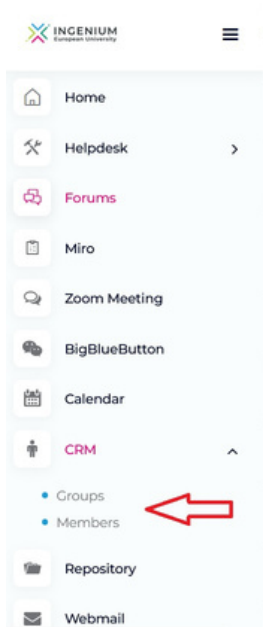 INGENIUM
European University
Home
Helpdesk
Forums
Miro
Zoom Meeting
BigBlueButton
Calendar
CRM
Groups
Members
Repository
Webmail